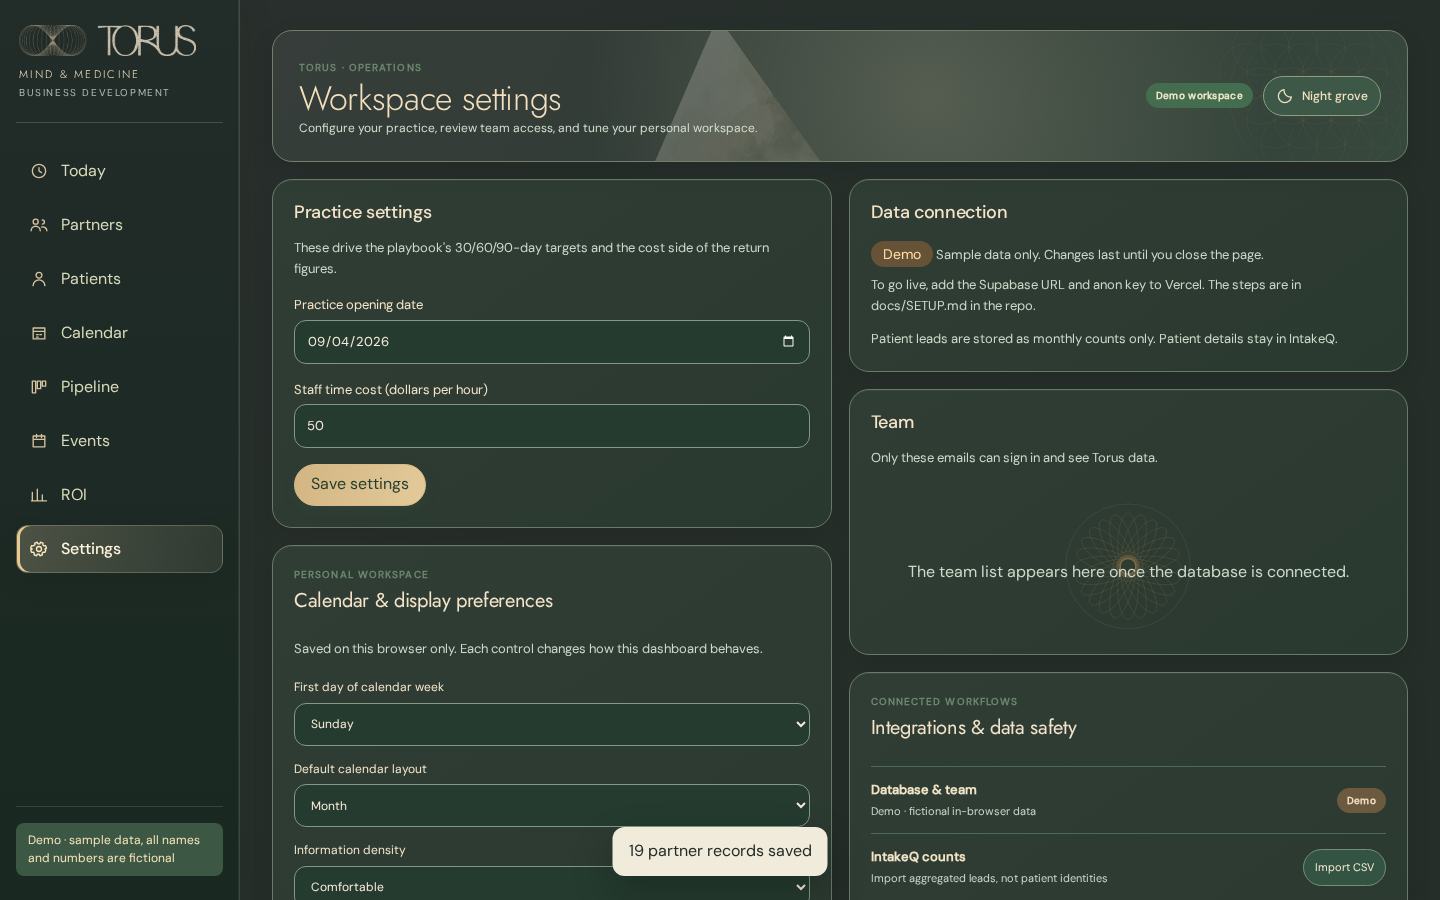 TORUS
MIND & MEDICINE
BUSINESS DEVELOPMENT
Today
Partners
Patients
Calendar
Pipeline
Events
ROI
Settings
Demo · sample data, all names
and numbers are fictional
TORUS · OPERATIONS
Workspace settings
Configure your practice, review team access, and tune your personal workspace.
Demo workspace
Night grove
Practice settings
These drive the playbook's 30/60/90-day targets and the cost side of the return
figures.
Practice opening date
09/04/2026
Staff time cost (dollars per hour)
50
Save settings
PERSONAL WORKSPACE
Calendar & display preferences
Saved on this browser only. Each control changes how this dashboard behaves.
First day of calendar week
Sunday
Default calendar layout
Month
Information density
Comfortable
Data connection
Demo Sample data only. Changes last until you close the page.
To go live, add the Supabase URL and anon key to Vercel. The steps are in
docs/SETUP.md in the repo.
Patient leads are stored as monthly counts only. Patient details stay in IntakeQ.
Team
Only these emails can sign in and see Torus data.
The team list appears here once the database is connected.
CONNECTED WORKFLOWS
Integrations & data safety
Database & team
Demo · fictional in-browser data
Demo
IntakeQ counts
Import aggregated leads, not patient identities
Import CSV
19 partner records saved